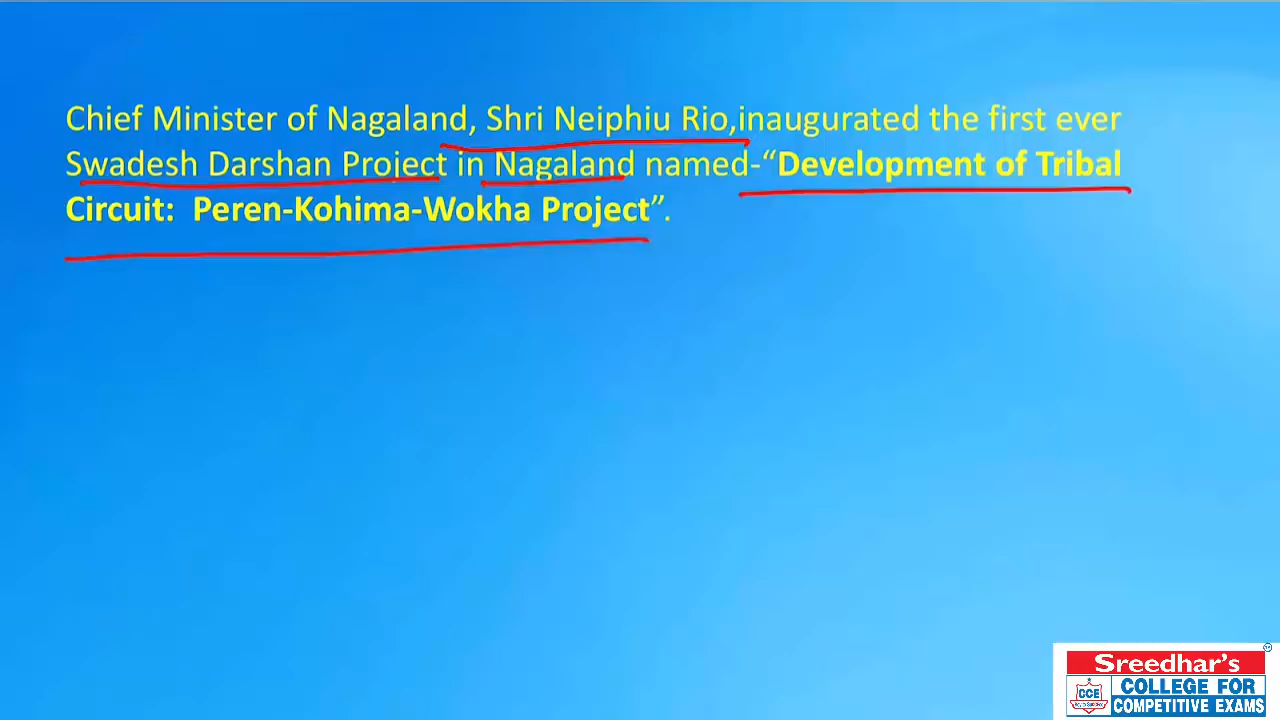 Chief Minister of Nagaland, Shri Neiphiu Rio,inaugurated the first ever
Swadesh Darshan Project in Nagaland named-“Development of Tribal
Circuit:  Peren-Kohima-Wokha Project”.
Sreedhar's
CCE
COLLEGE FOR
COMPETITIVE EXAMS